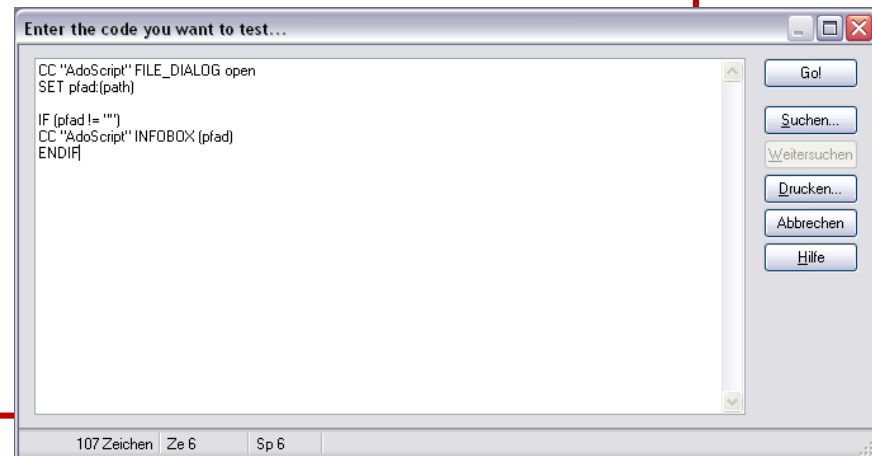 Enter the code you want to test...
CC "AdoScript" FILE_DIALOG open
SET pfad:(path)
IF (pfad != "")
CC "AdoScript" INFOBOX (pfad)
ENDIF
Go!
Suchen...
Weitersuchen
Drucken...
Abbrechen
Hilfe
107 Zeichen Ze 6 Sp 6